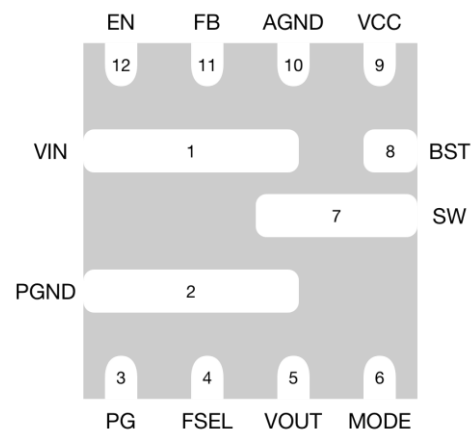 EN FB AGND VCC
12 11 10 9
VIN 1 8 BST
7 SW
PGND 2
3 4 5 6
PG FSEL VOUT MODE